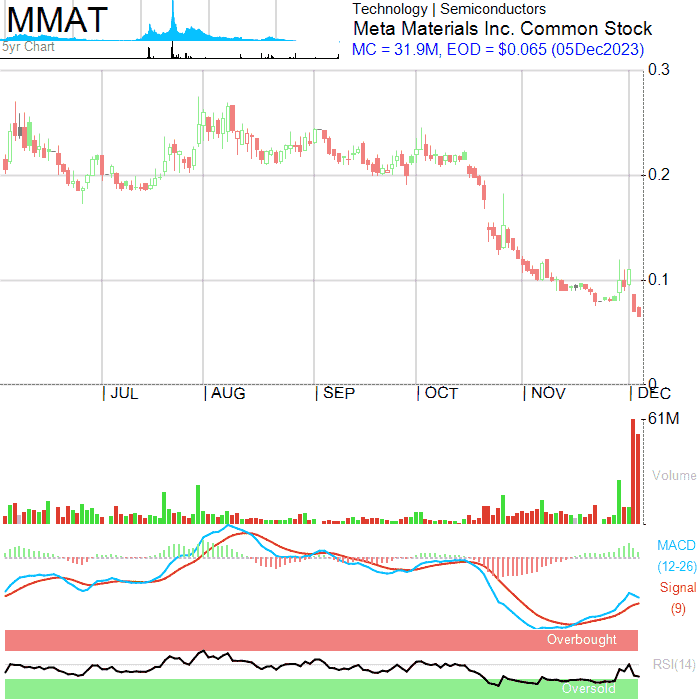 MMAT
5yr Chart
Technology | Semiconductors
Meta Materials Inc. Common Stock
MC = 31.9M, EOD = $0.065 (05Dec2023)
0.3
0.2
0.1
0
| JUL | AUG | SEP | OCT | NOV | DEC
61M
Volume
MACD
(12-26)
Signal
(9)
Overbought
RSI(14)
Oversold